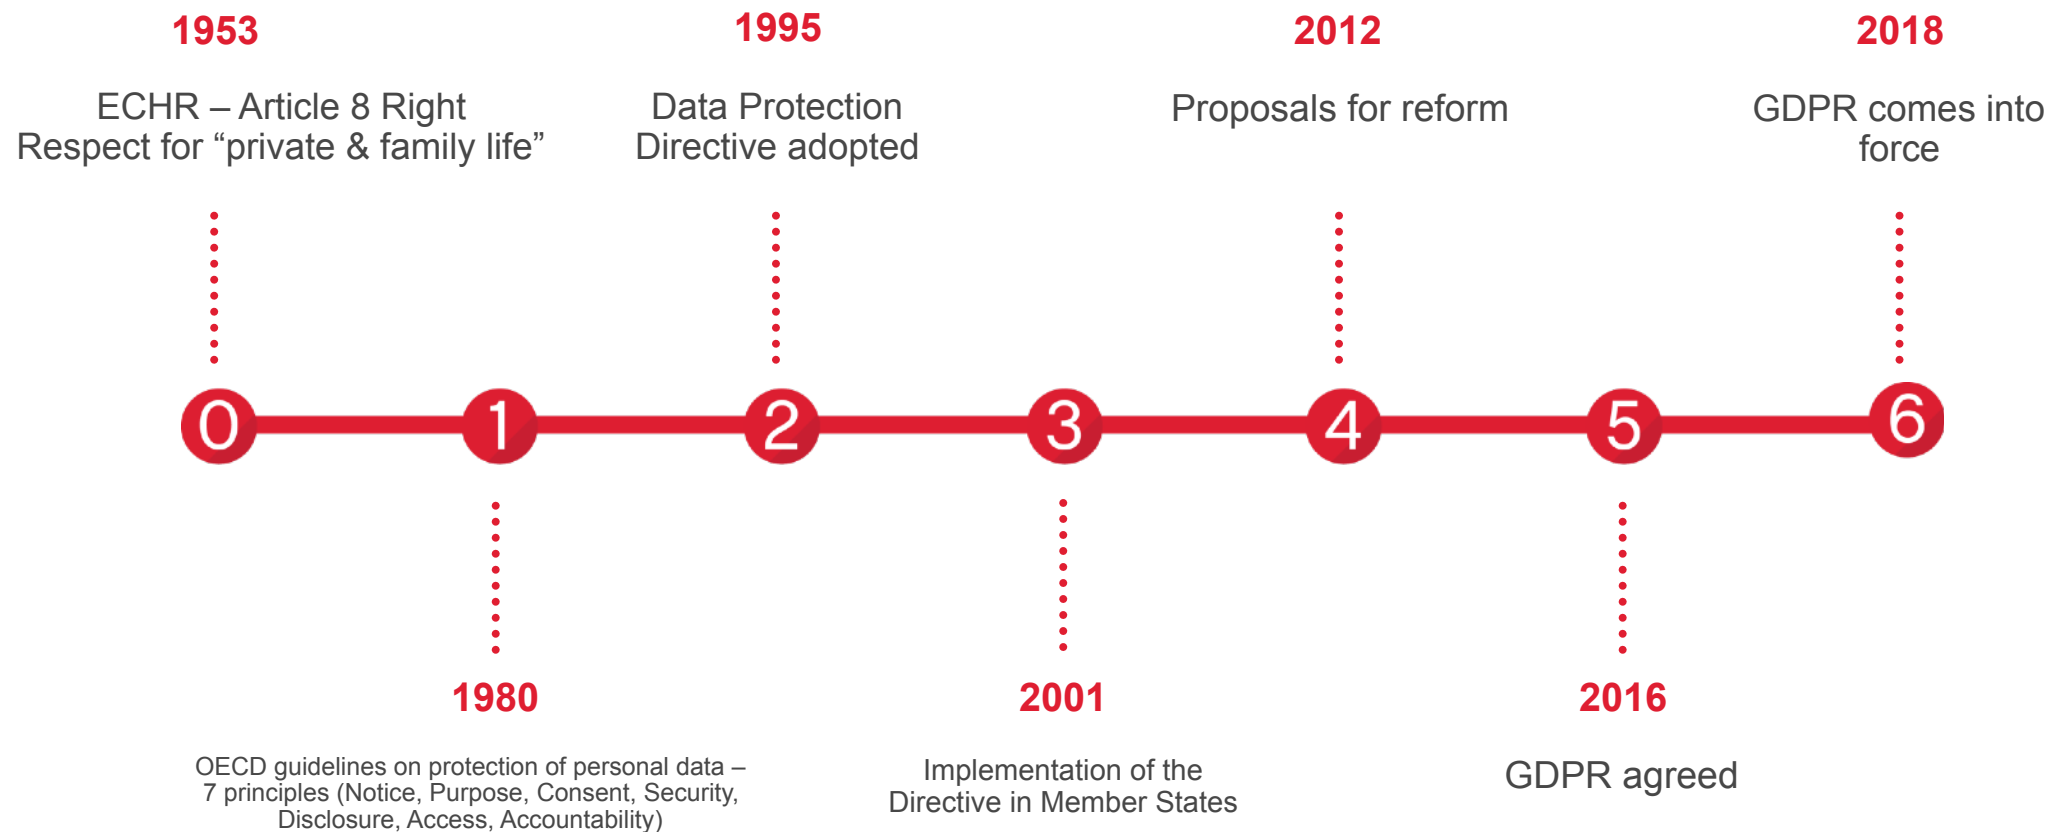 1953
ECHR – Article 8 Right
Respect for “private & family life”
1995
Data Protection
Directive adopted
2012
Proposals for reform
2018
GDPR comes into
force
0
1
2
3
4
5
6
1980
OECD guidelines on protection of personal data –
7 principles (Notice, Purpose, Consent, Security,
Disclosure, Access, Accountability)
2001
Implementation of the
Directive in Member States
2016
GDPR agreed